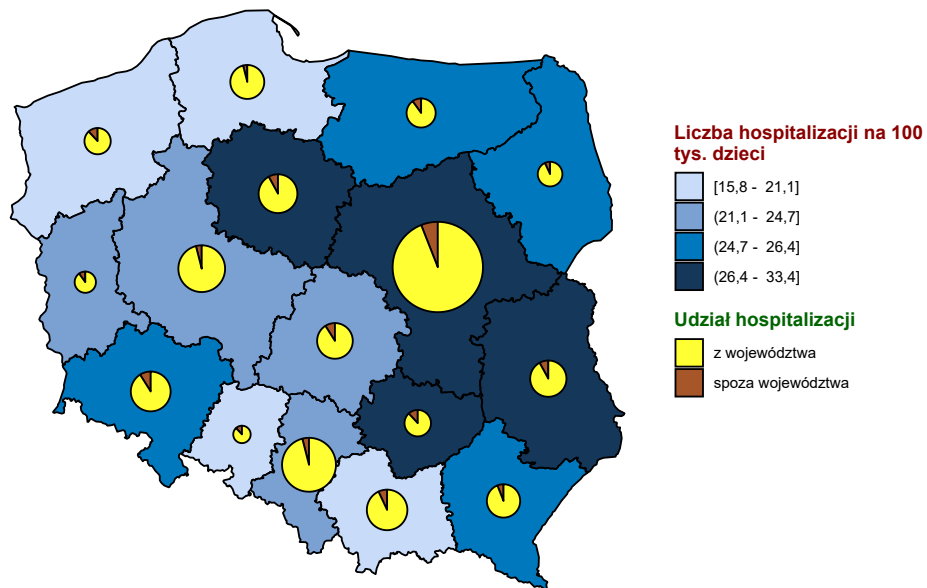 Liczba hospitalizacji na 100
tys. dzieci
[15,8 - 21,1]
(21,1 - 24,7]
(24,7 - 26,4]
(26,4 - 33,4]
Udział hospitalizacji
z województwa
spoza województwa